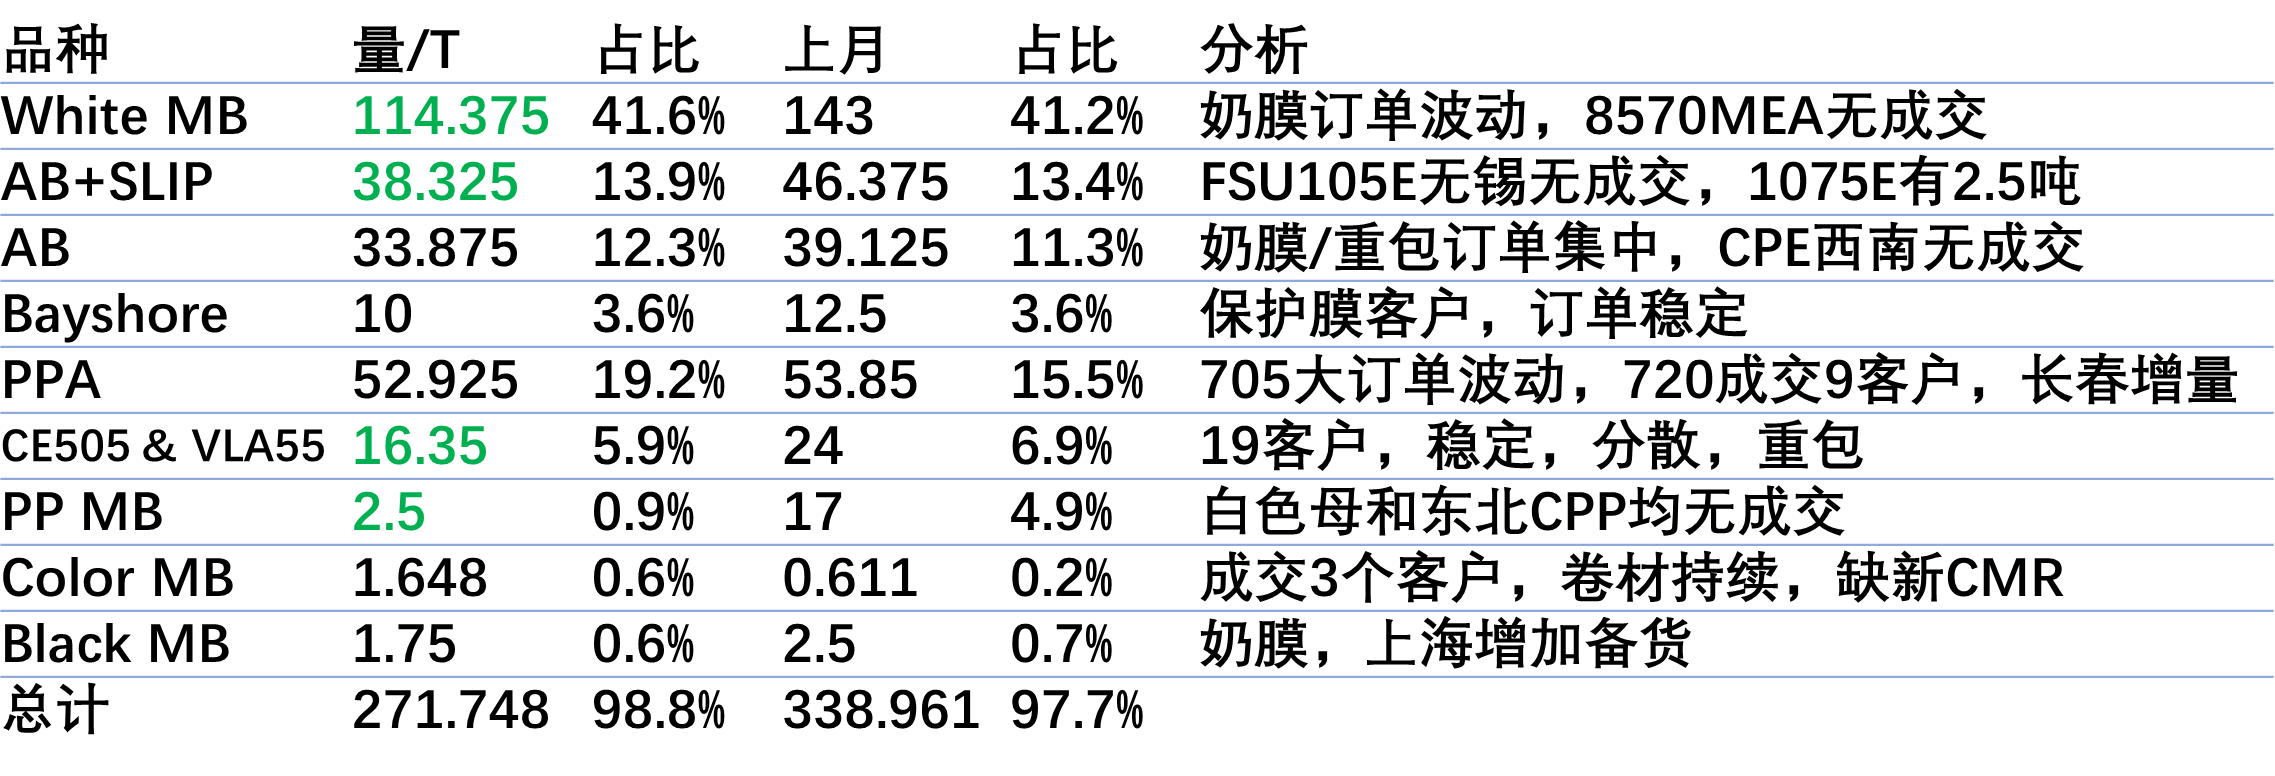 品种 量/T 占比 上月 占比 分析
White MB 114.375 41.6% 143 41.2% 奶膜订单波动，8570MEA无成交
AB+SLIP 38.325 13.9% 46.375 13.4% FSU105E无锡无成交，1075E有2.5吨
AB 33.875 12.3% 39.125 11.3% 奶膜/重包订单集中，CPE西南无成交
Bayshore 10 3.6% 12.5 3.6% 保护膜客户，订单稳定
PPA 52.925 19.2% 53.85 15.5% 705大订单波动，720成交9客户，长春增量
CE505 & VLA55 16.35 5.9% 24 6.9% 19客户，稳定，分散，重包
PP MB 2.5 0.9% 17 4.9% 白色母和东北CPP均无成交
Color MB 1.648 0.6% 0.611 0.2% 成交3个客户，卷材持续，缺新CMR
Black MB 1.75 0.6% 2.5 0.7% 奶膜，上海增加备货
总计 271.748 98.8% 338.961 97.7%